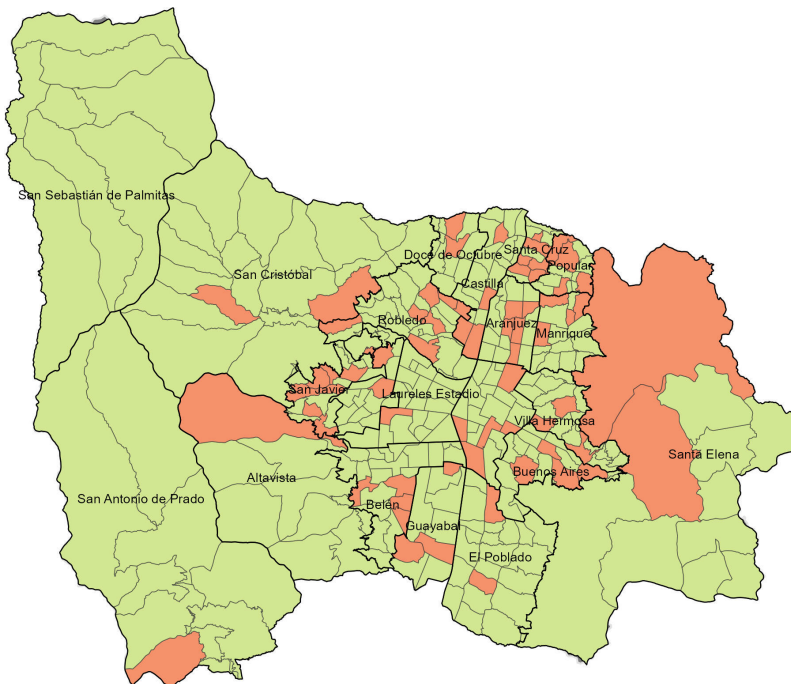 San Sebastián de Palmitas
San Cristóbal
Doce de Octubre
Santa Cruz
Popular
Castilla
Robledo
Aranjuez
Manrique
San Javier
Laureles Estadio
Villa Hermosa
Buenos Aires
Santa Elena
Altavista
San Antonio de Prado
Belén
Guayabal
El Poblado